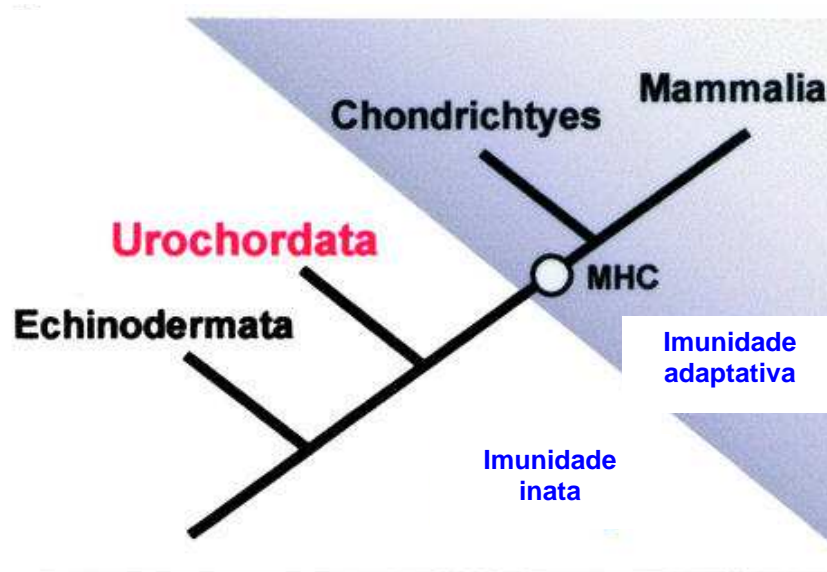 Mammalia
Chondrichtyes
Urochordata
MHC
Echinodermata
Imunidade
adaptativa
Imunidade
inata